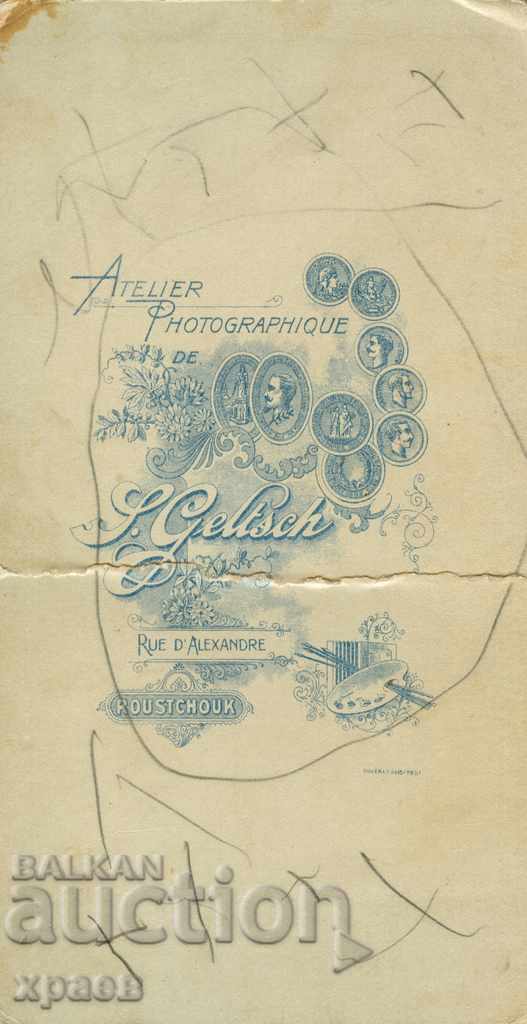 ATELIER
PHOTOGRAPHIQUE
DE
S. Geltsch
RUE D'ALEXANDRE
ROUSTCHOUK
BALKAN
auction
храев